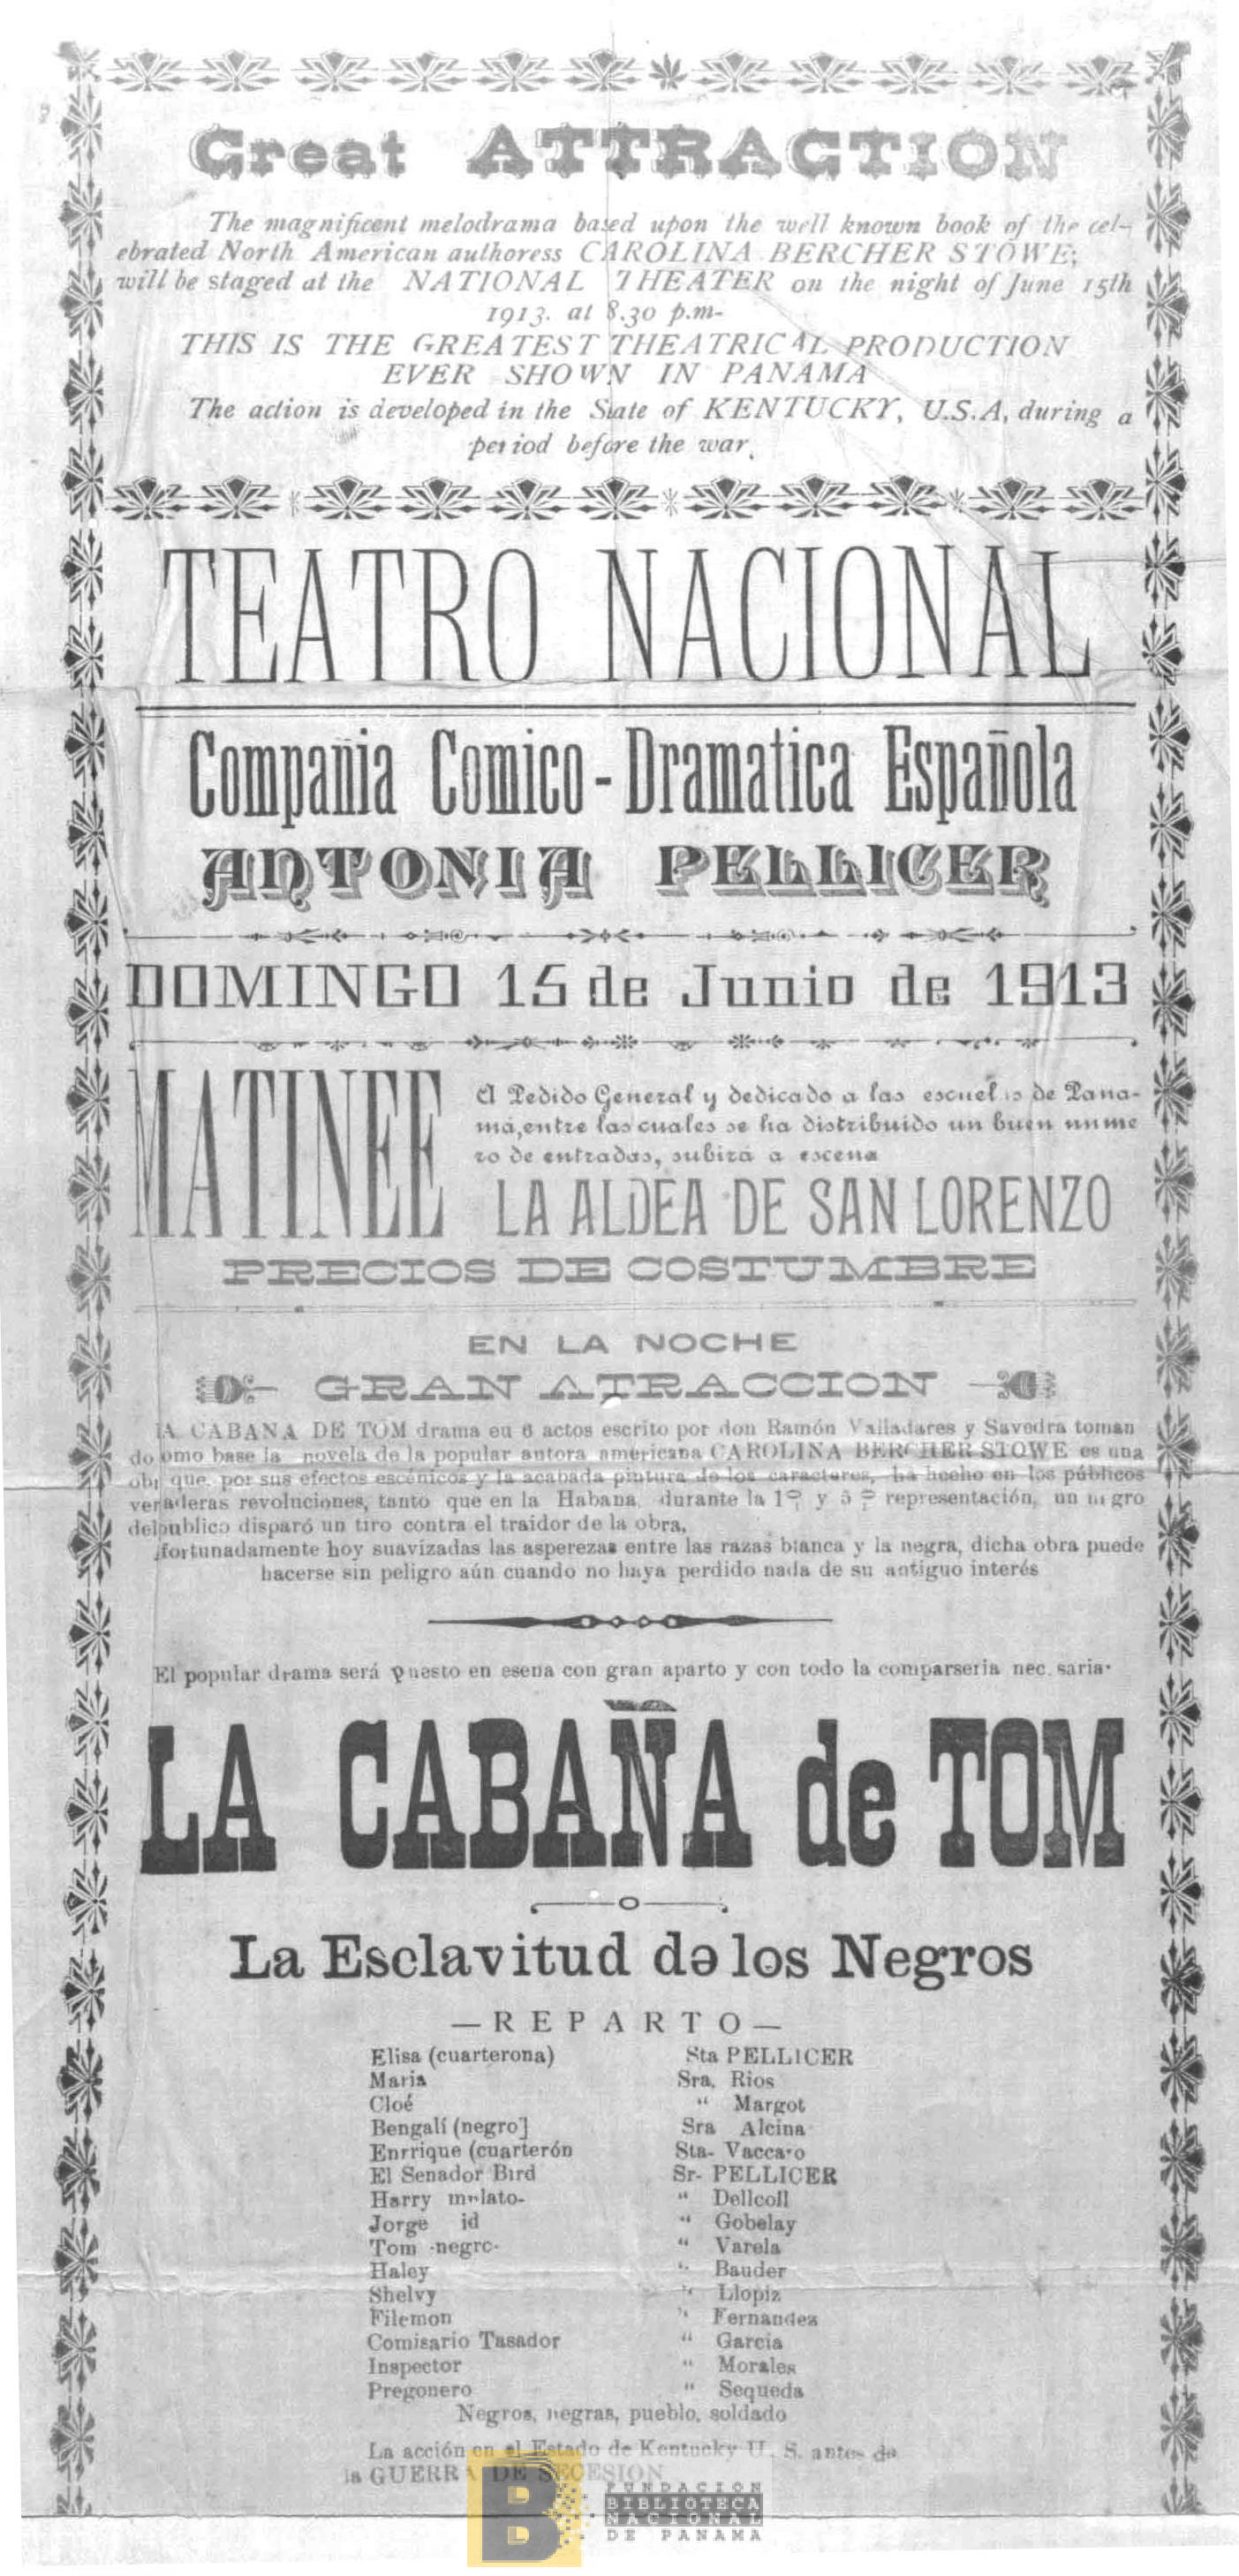 Great ATTRACTION
The magnificent melodrama based upon the well known book of the cel-
ebrated North American authoress CAROLINA BERCHER STOWE;
will be staged at the NATIONAL THEATER on the night of June 15th
1913. at 8.30 p.m-
THIS IS THE GREATEST THEATRICAL PRODUCTION
EVER SHOWN IN PANAMA
The action is developed in the State of KENTUCKY, U.S.A, during a
period before the war.
TEATRO NACIONAL
Compañia Comico-Dramatica Española
ANTONIA PELLICER
DOMINGO 15 de Junio de 1913
MATINEE
A Pedido General y dedicado a las escuelas de Pana-
má, entre las cuales se ha distribuido un buen nume
ro de entradas, subirá a escena
LA ALDEA DE SAN LORENZO
PRECIOS DE COSTUMBRE
EN LA NOCHE
GRAN ATRACCION
LA CABANA DE TOM drama en 6 actos escrito por don Ramón Valladares y Savedra toman
do omo base la novela de la popular autora americana CAROLINA BERCHER STOWE es una
obr que, por sus efectos escénicos y la acabada pintura de los caracteres, ha hecho en los públicos
verdaderas revoluciones, tanto que en la Habana, durante la 1º y 5º representación, un negro
del publico disparó un tiro contra el traidor de la obra.
Afortunadamente hoy suavizadas las asperezas entre las razas blanca y la negra, dicha obra puede
hacerse sin peligro aún cuando no haya perdido nada de su antiguo interés
El popular drama será puesto en esena con gran aparto y con todo la comparseria nec. saria.
LA CABAÑA de TOM
O
La Esclavitud de los Negros
—REPARTO—
Elisa (cuarterona) Sta PELLICER
Maria Sra. Rios
Cloé " Margot
Bengalí (negro] Sra Alcina
Enrrique (cuarterón Sta- Vaccaro
El Senador Bird Sr- PELLICER
Harry mulato- " Dellcoll
Jorge id " Gobelay
Tom -negro- " Varela
Haley " Bauder
Shelvy " Llopiz
Filemon " Fernandez
Comisario Tasador " Garcia
Inspector " Morales
Pregonero " Sequeda
Negros, negras, pueblo, soldado
La acción en el Estado de Kentucky U. S. antes de
la GUERRA DE SECESION
B
FUNDACION
BIBLIOTECA
NACIONAL
DE PANAMA